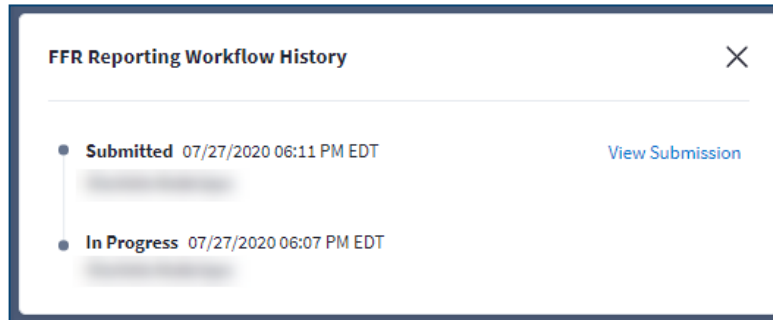 FFR Reporting Workflow History
Submitted 07/27/2020 06:11 PM EDT View Submission
In Progress 07/27/2020 06:07 PM EDT